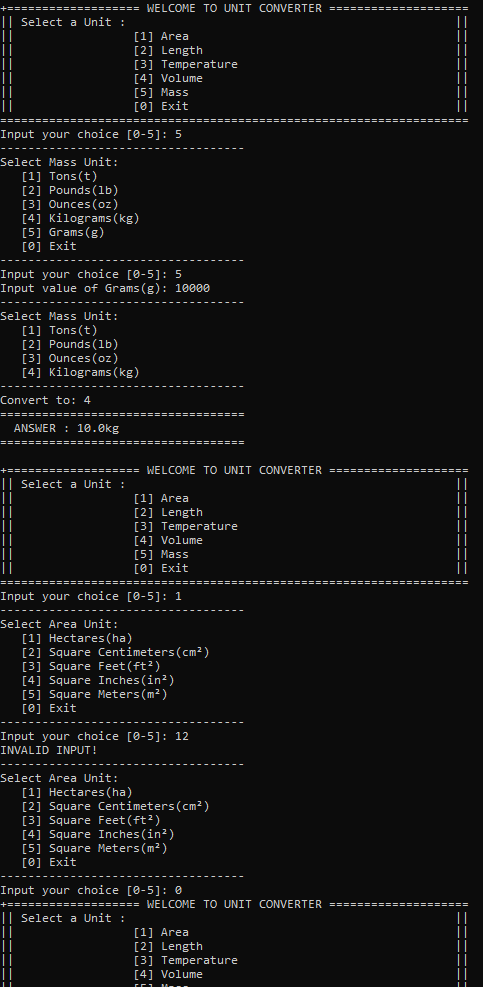 +=================== WELCOME TO UNIT CONVERTER ====================
|| Select a Unit :                                               ||
||                 [1] Area                                      ||
||                 [2] Length                                    ||
||                 [3] Temperature                               ||
||                 [4] Volume                                    ||
||                 [5] Mass                                      ||
||                 [0] Exit                                      ||
===================================================================
Input your choice [0-5]: 5
-----------------------------------
Select Mass Unit:
   [1] Tons(t)
   [2] Pounds(lb)
   [3] Ounces(oz)
   [4] Kilograms(kg)
   [5] Grams(g)
   [0] Exit
-----------------------------------
Input your choice [0-5]: 5
Input value of Grams(g): 10000
-----------------------------------
Select Mass Unit:
   [1] Tons(t)
   [2] Pounds(lb)
   [3] Ounces(oz)
   [4] Kilograms(kg)
-----------------------------------
Convert to: 4
===================================
  ANSWER : 10.0kg
===================================
+=================== WELCOME TO UNIT CONVERTER ====================
|| Select a Unit :                                               ||
||                 [1] Area                                      ||
||                 [2] Length                                    ||
||                 [3] Temperature                               ||
||                 [4] Volume                                    ||
||                 [5] Mass                                      ||
||                 [0] Exit                                      ||
===================================================================
Input your choice [0-5]: 1
-----------------------------------
Select Area Unit:
   [1] Hectares(ha)
   [2] Square Centimeters(cm²)
   [3] Square Feet(ft²)
   [4] Square Inches(in²)
   [5] Square Meters(m²)
   [0] Exit
-----------------------------------
Input your choice [0-5]: 12
INVALID INPUT!
-----------------------------------
Select Area Unit:
   [1] Hectares(ha)
   [2] Square Centimeters(cm²)
   [3] Square Feet(ft²)
   [4] Square Inches(in²)
   [5] Square Meters(m²)
   [0] Exit
-----------------------------------
Input your choice [0-5]: 0
+=================== WELCOME TO UNIT CONVERTER ====================
|| Select a Unit :                                               ||
||                 [1] Area                                      ||
||                 [2] Length                                    ||
||                 [3] Temperature                               ||
||                 [4] Volume                                    ||
||                 [5] Mass                                      ||